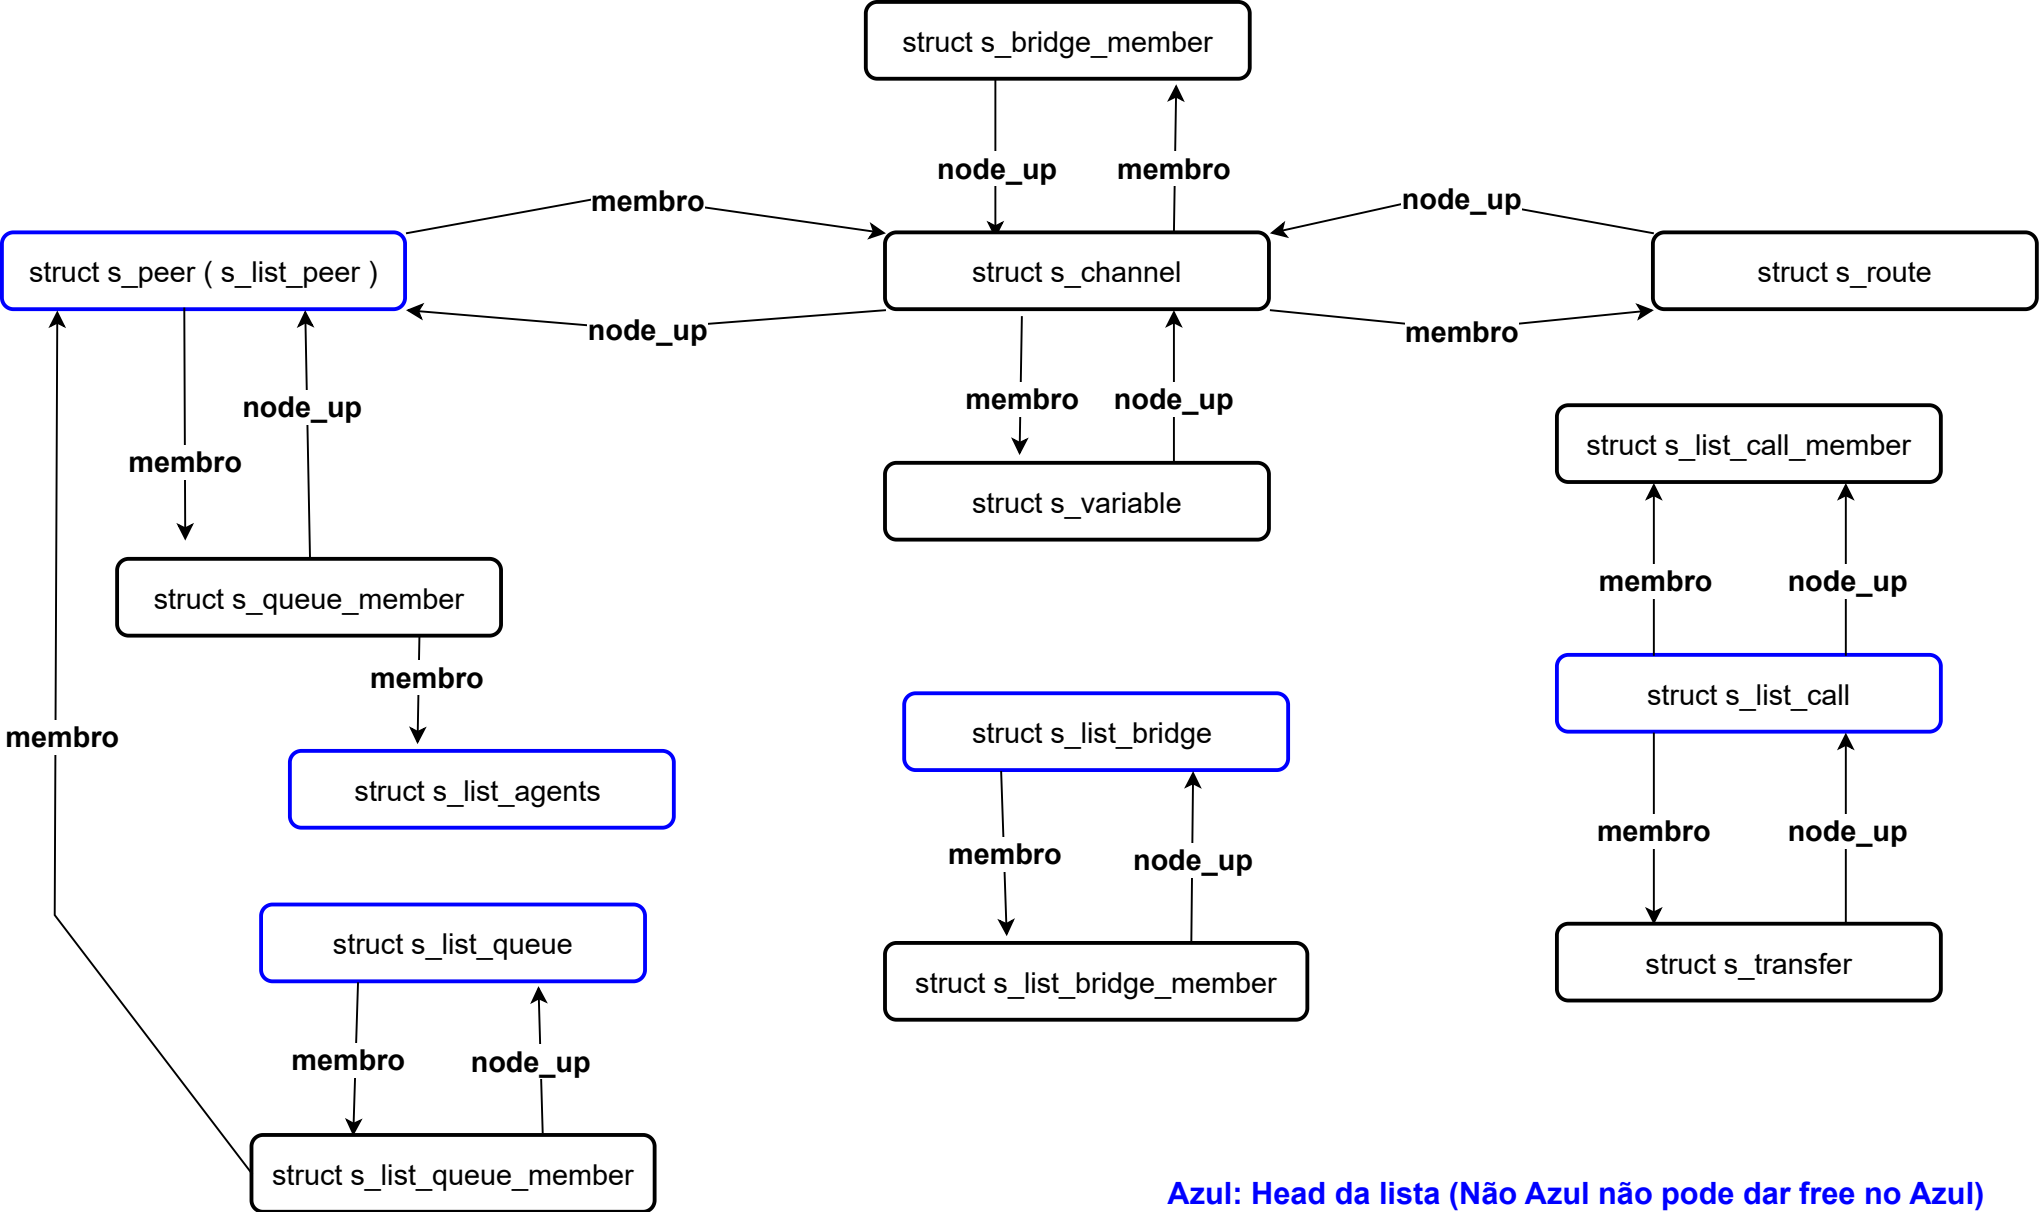 struct s_bridge_member
node_up
membro
membro
node_up
struct s_peer ( s_list_peer )
struct s_channel
struct s_route
node_up
membro
node_up
membro
membro
node_up
struct s_list_call_member
membro
struct s_variable
struct s_queue_member
membro
node_up
membro
struct s_list_call
membro
struct s_list_bridge
struct s_list_agents
membro
node_up
membro
node_up
struct s_list_queue
struct s_transfer
struct s_list_bridge_member
membro
node_up
struct s_list_queue_member
Azul: Head da lista (Não Azul não pode dar free no Azul)